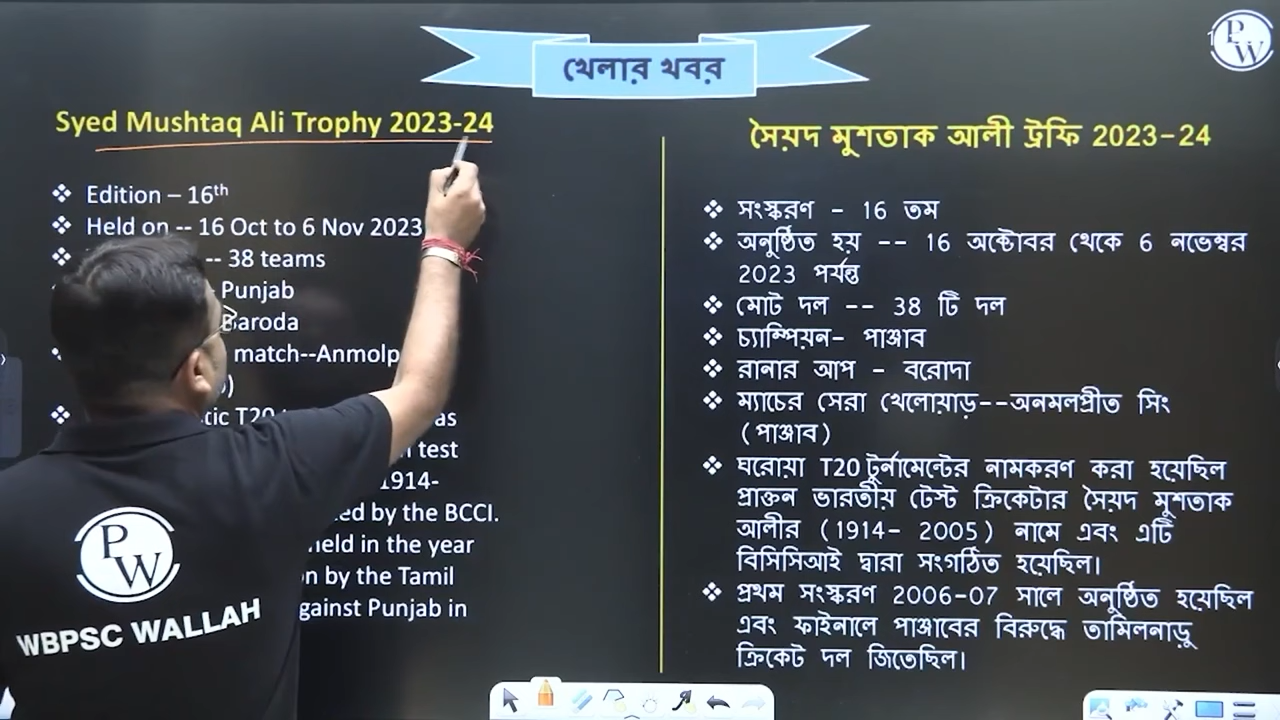 খেলার খবর
PW
Syed Mushtaq Ali Trophy 2023-24
❖ Edition – 16th
❖ Held on -- 16 Oct to 6 Nov 2023
-- 38 teams
Punjab
Baroda
match--Anmolp
tic T20 as
test
1914-
ed by the BCCI.
held in the year
n by the Tamil
gainst Punjab in
সৈয়দ মুশতাক আলী ট্রফি 2023-24
❖ সংস্করণ - 16 তম
❖ অনুষ্ঠিত হয় -- 16 অক্টোবর থেকে 6 নভেম্বর
2023 পর্যন্ত
❖ মোট দল -- 38 টি দল
❖ চ্যাম্পিয়ন- পাঞ্জাব
❖ রানার আপ - বরোদা
❖ ম্যাচের সেরা খেলোয়াড়--অনমলপ্রীত সিং
(পাঞ্জাব)
❖ ঘরোয়া T20 টুর্নামেন্টের নামকরণ করা হয়েছিল
প্রাক্তন ভারতীয় টেস্ট ক্রিকেটার সৈয়দ মুশতাক
আলীর (1914- 2005) নামে এবং এটি
বিসিসিআই দ্বারা সংগঠিত হয়েছিল।
❖ প্রথম সংস্করণ 2006-07 সালে অনুষ্ঠিত হয়েছিল
এবং ফাইনালে পাঞ্জাবের বিরুদ্ধে তামিলনাড়ু
ক্রিকেট দল জিতেছিল।
PW
WBPSC WALLAH